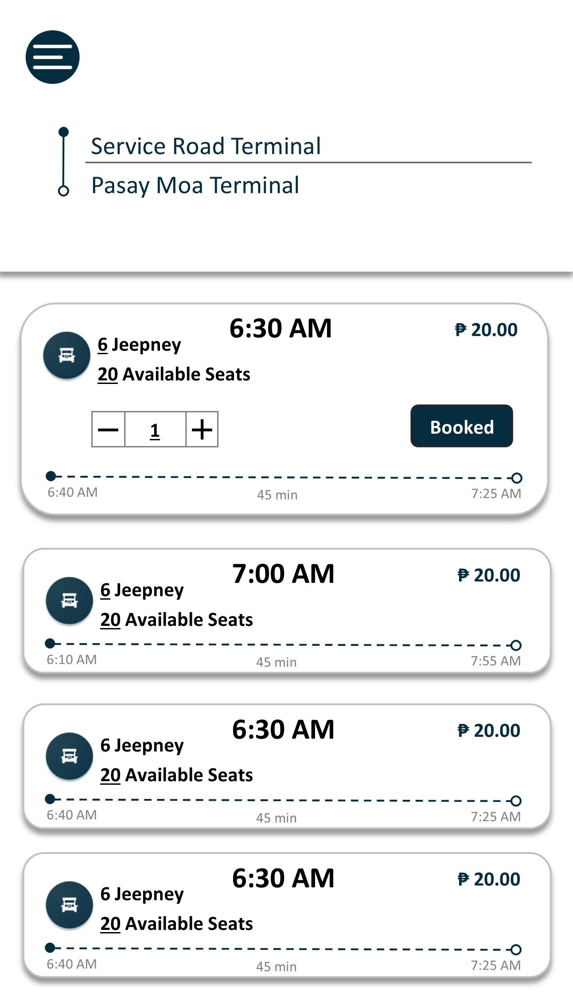 Service Road Terminal
Pasay Moa Terminal
6:30 AM
₱ 20.00
6 Jeepney
20 Available Seats
1
Booked
6:40 AM
45 min
7:25 AM
7:00 AM
₱ 20.00
6 Jeepney
20 Available Seats
6:10 AM
45 min
7:55 AM
6:30 AM
₱ 20.00
6 Jeepney
20 Available Seats
6:40 AM
45 min
7:25 AM
6:30 AM
₱ 20.00
6 Jeepney
20 Available Seats
6:40 AM
45 min
7:25 AM